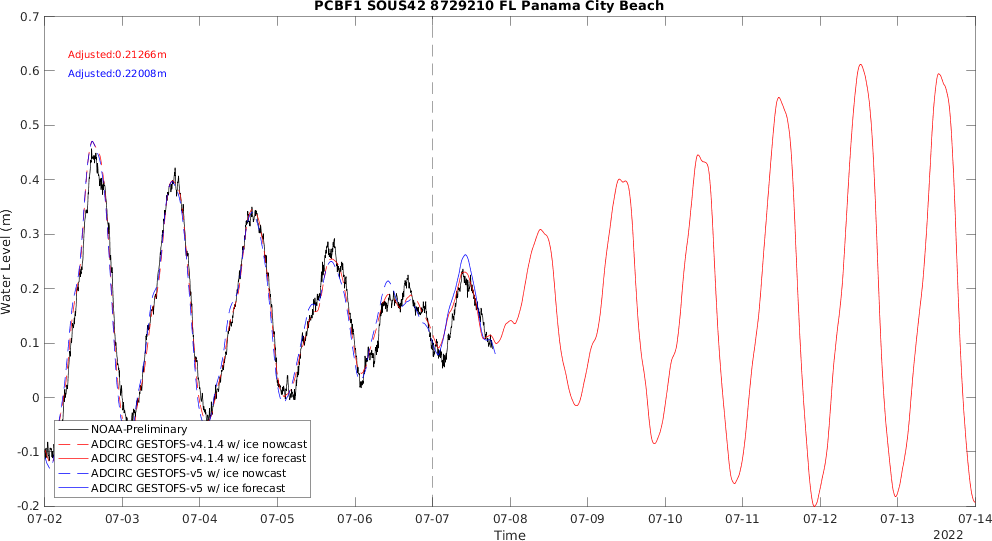 PCBF1 SOUS42 8729210 FL Panama City Beach
0.7
0.6
0.5
0.4
0.3
0.2
0.1
0
-0.1
-0.2
Water Level (m)
Adjusted:0.21266m
Adjusted:0.22008m
NOAA-Preliminary
ADCIRC GESTOFS-v4.1.4 w/ ice nowcast
ADCIRC GESTOFS-v4.1.4 w/ ice forecast
ADCIRC GESTOFS-v5 w/ ice nowcast
ADCIRC GESTOFS-v5 w/ ice forecast
07-02 07-03 07-04 07-05 07-06 07-07 07-08 07-09 07-10 07-11 07-12 07-13 07-14
Time
2022